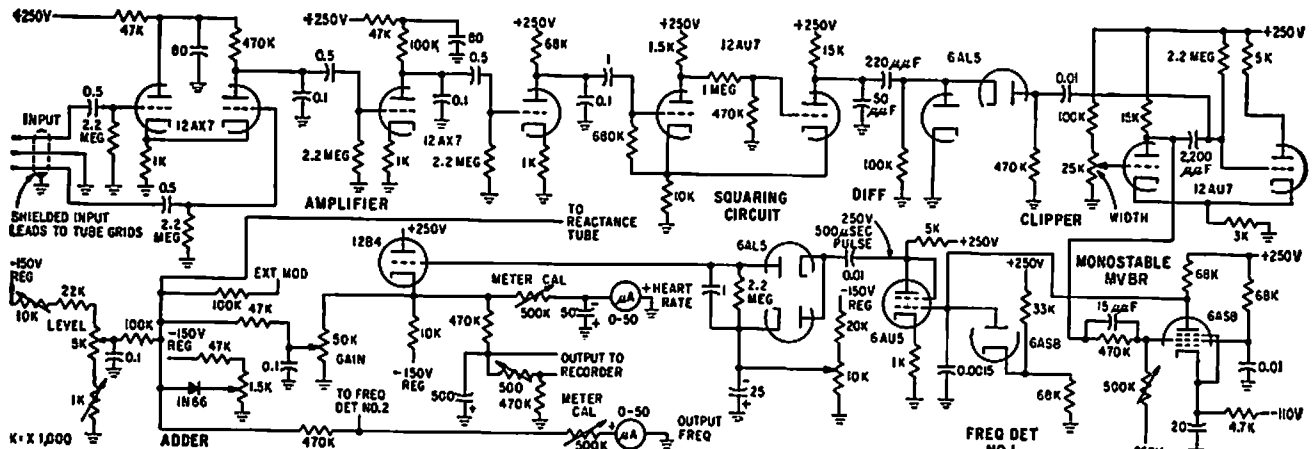 +250V
47K
80
470K
0.5
INPUT
2.2
MEG
12AX7
1K
0.5
2.2
MEG
SHIELDED INPUT
LEADS TO TUBE GRIDS
0.1
0.5
+250V
47K
100K
80
0.5
0.1
12AX7
2.2 MEG
1K
2.2 MEG
AMPLIFIER
+250V
68K
1
0.1
1K
680K
+250V
1.5K
12AU7
1 MEG
470K
10K
SQUARING
CIRCUIT
+250V
15K
220μμF
50
μμF
100K
DIFF
6AL5
470K
0.01
CLIPPER
100K
15K
25K
WIDTH
2.2 MEG
5K
+250V
2,200
μμF
12AU7
3K
MONOSTABLE
MVBR
-150V
REG
10K
22K
LEVEL
5K
1K
100K
0.1
K= X 1,000
EXT MOD
100K
47K
-150V REG
47K
1N66
1.5K
0.1
ADDER
TO
REACTANCE
TUBE
50K
GAIN
12B4
+250V
10K
-150V
REG
470K
METER CAL
500K
50
+HEART
RATE
μA
0-50
OUTPUT TO
RECORDER
500
500
470K
TO FREQ
DET NO.2
470K
METER
CAL
500K
0-50
μA
OUTPUT
FREQ
1
2.2
MEG
6AL5
25
250V
500μSEC
PULSE
0.01
-150V
REG
20K
10K
5K
+250V
6AU5
1K
0.0015
+250V
33K
6AS8
68K
FREQ DET
15μμF
470K
500K
68K
+250V
68K
6AS8
0.01
20
4.7K
-110V